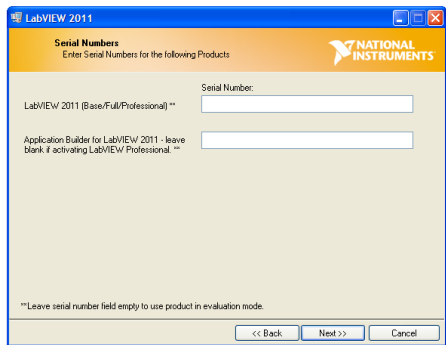 LabVIEW 2011
Serial Numbers
Enter Serial Numbers for the following Products
NATIONAL
INSTRUMENTS
Serial Number:
LabVIEW 2011 (Base/Full/Professional) **
Application Builder for LabVIEW 2011 - leave
blank if activating LabVIEW Professional. **
**Leave serial number field empty to use product in evaluation mode.
<< Back
Next >>
Cancel